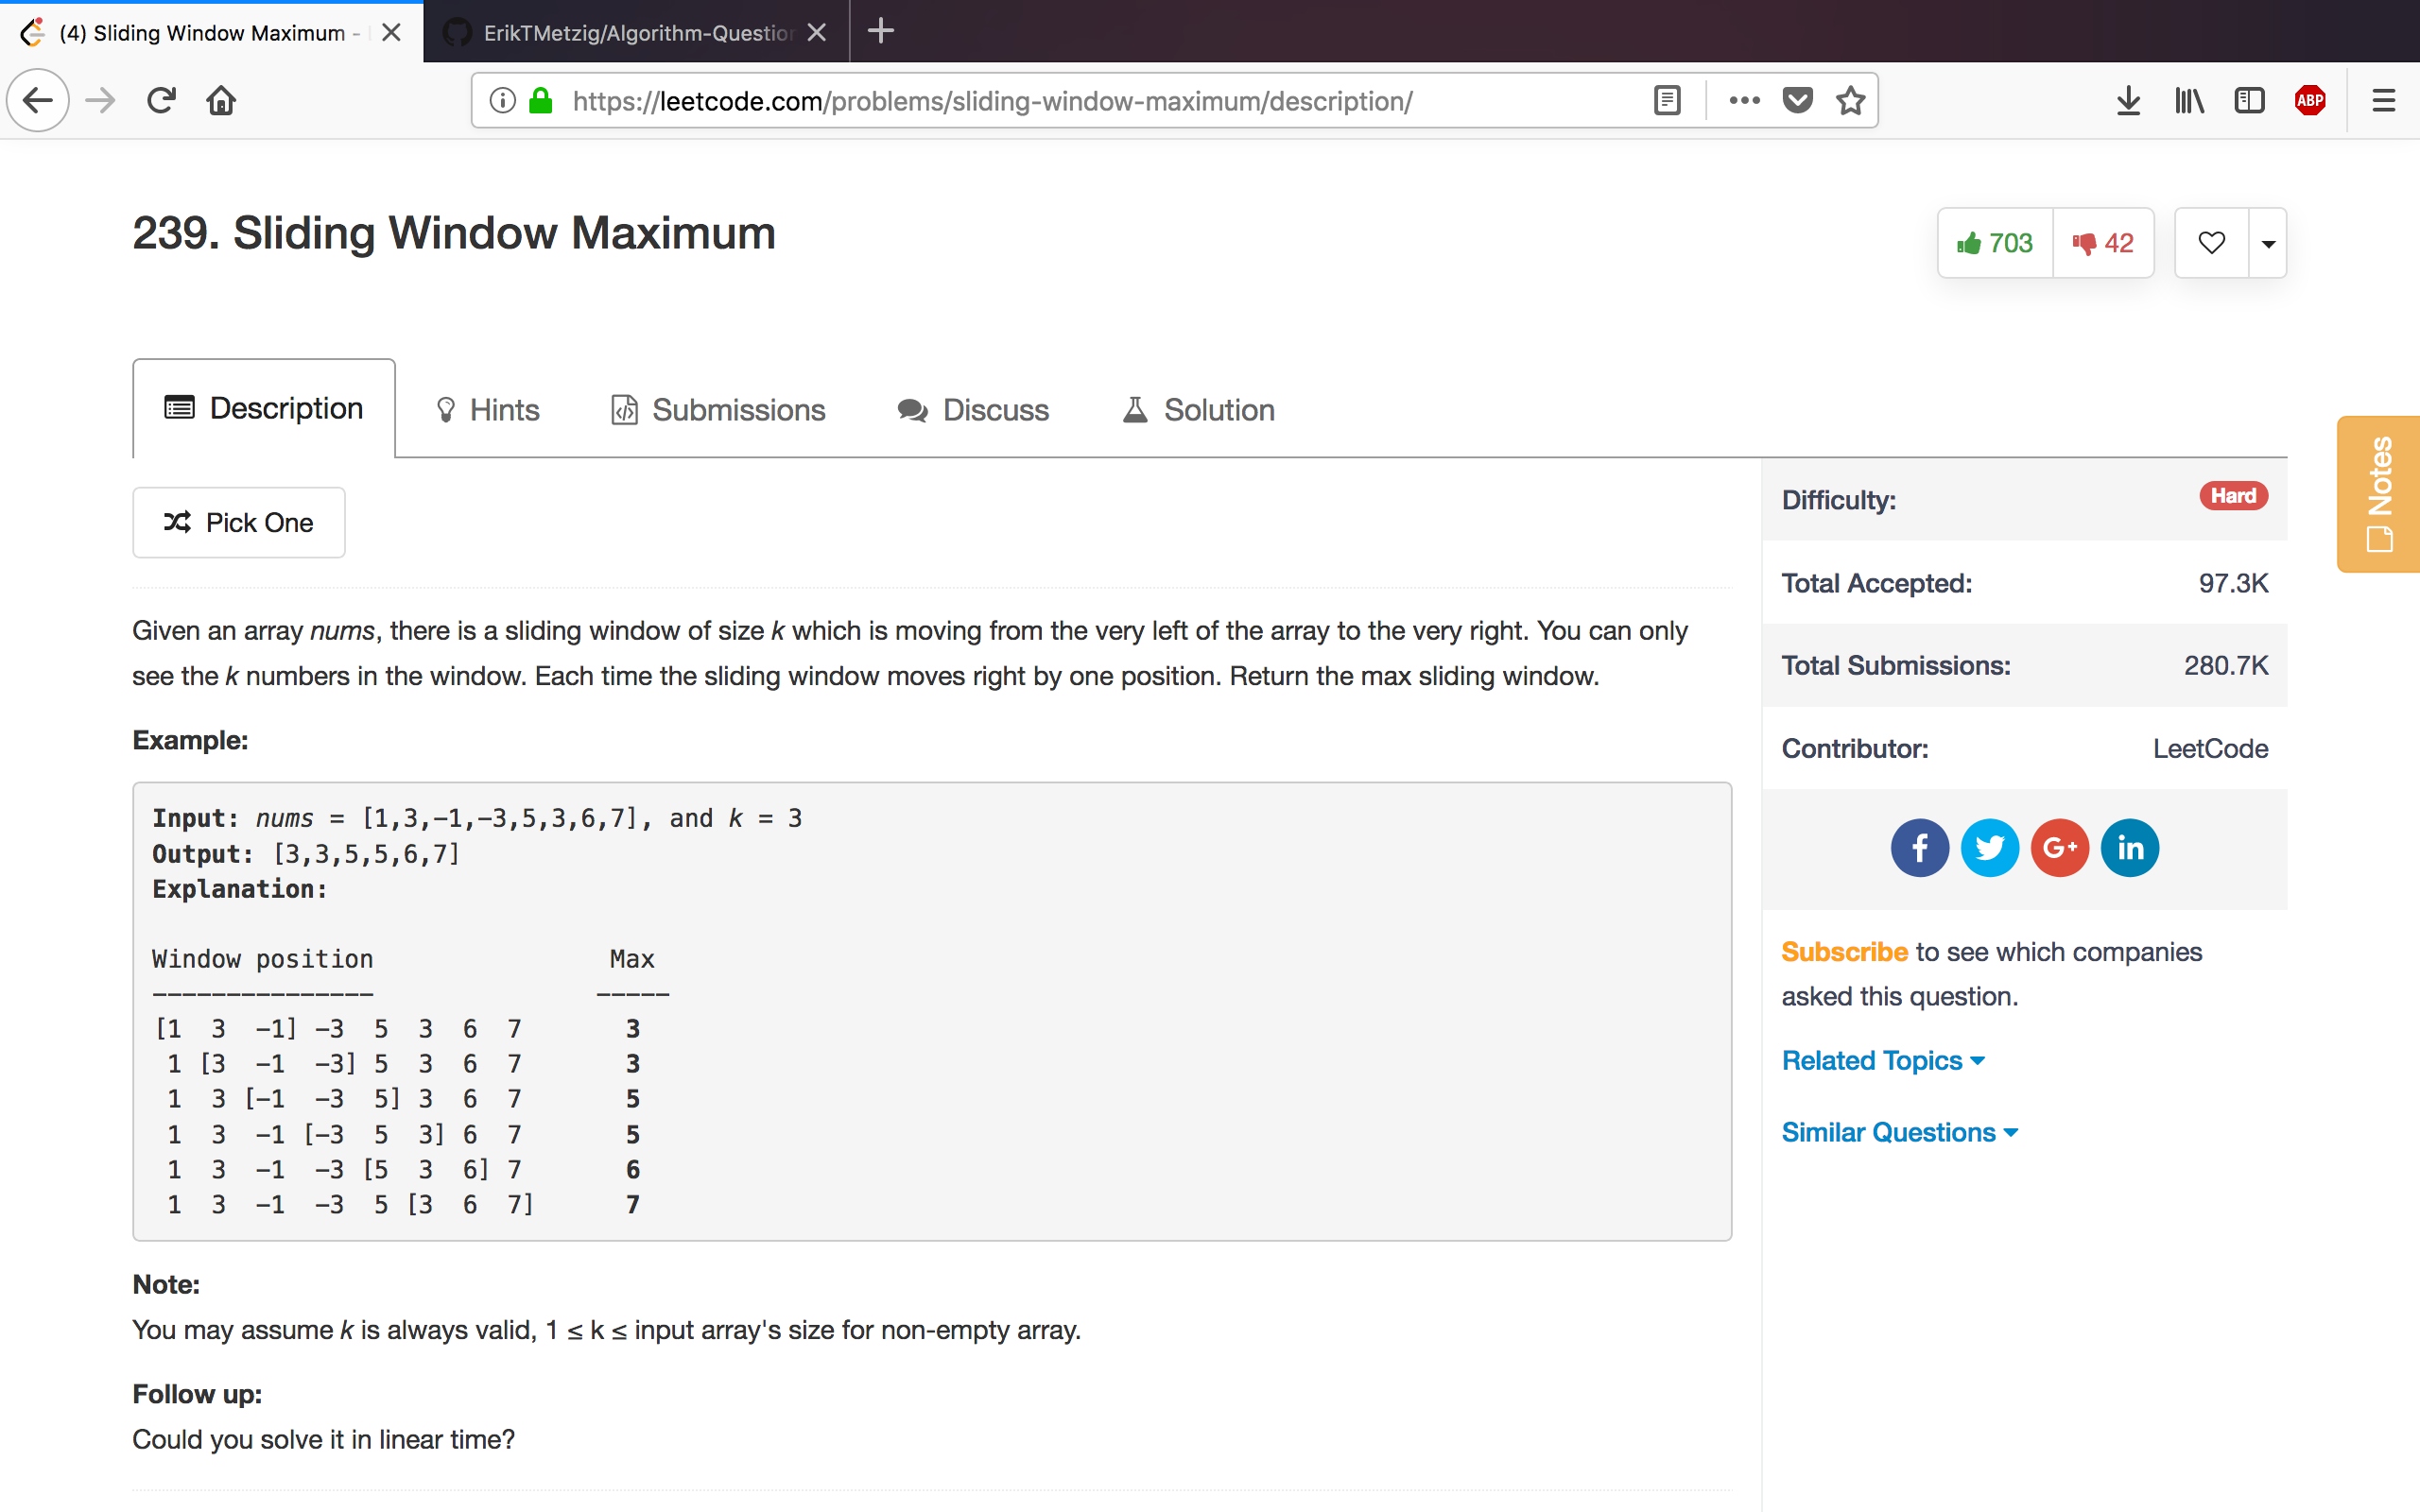 (4) Sliding Window Maximum -
ErikTMetzig/Algorithm-Question
https://leetcode.com/problems/sliding-window-maximum/description/
ABP
239. Sliding Window Maximum
703
42
Description
Hints
Submissions
Discuss
Solution
Notes
Pick One
Given an array nums, there is a sliding window of size k which is moving from the very left of the array to the very right. You can only
see the k numbers in the window. Each time the sliding window moves right by one position. Return the max sliding window.
Example:
Input: nums = [1,3,-1,-3,5,3,6,7], and k = 3
Output: [3,3,5,5,6,7]
Explanation:
Window position                Max
---------------               -----
[1  3  -1] -3  5  3  6  7       3
 1 [3  -1  -3] 5  3  6  7       3
 1  3 [-1  -3  5] 3  6  7       5
 1  3  -1 [-3  5  3] 6  7       5
 1  3  -1  -3 [5  3  6] 7       6
 1  3  -1  -3  5 [3  6  7]      7
Note:
You may assume k is always valid, 1 ≤ k ≤ input array's size for non-empty array.
Follow up:
Could you solve it in linear time?
Difficulty: Hard
Total Accepted: 97.3K
Total Submissions: 280.7K
Contributor: LeetCode
f
G+
in
Subscribe to see which companies
asked this question.
Related Topics
Similar Questions